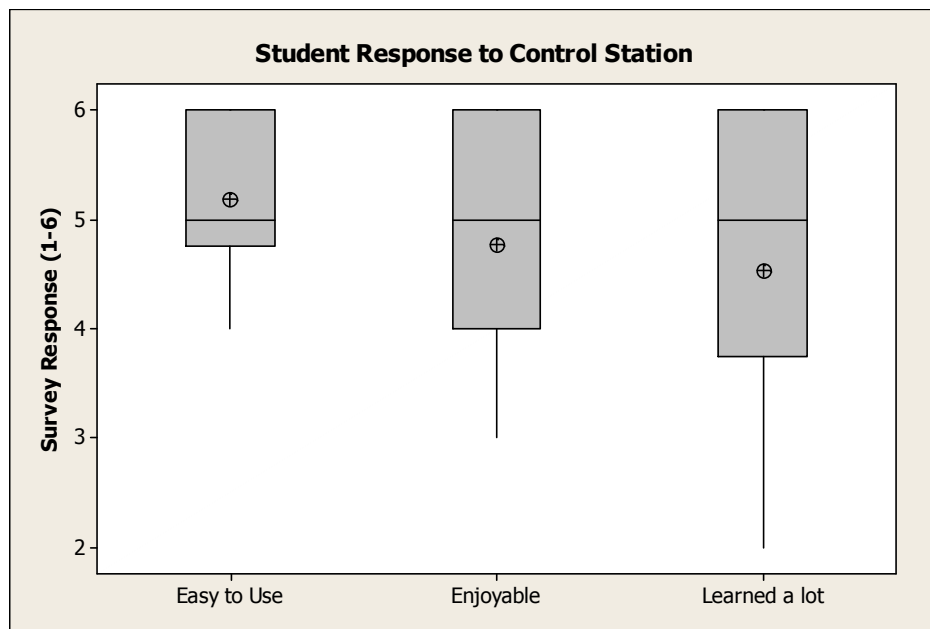 Student Response to Control Station
Survey Response (1-6)
6
5
4
3
2
Easy to Use
Enjoyable
Learned a lot